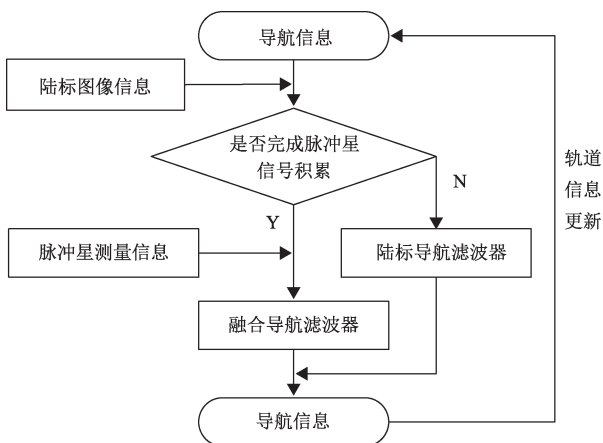 导航信息
陆标图像信息
是否完成脉冲星
信号积累
N
Y
轨道
信息
更新
脉冲星测量信息
陆标导航滤波器
融合导航滤波器
导航信息